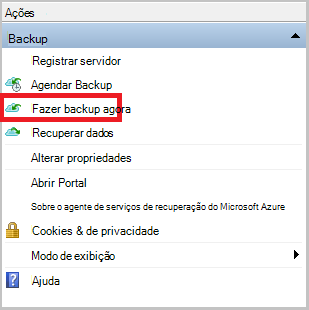 Ações
Backup
Registrar servidor
Agendar Backup
Fazer backup agora
Recuperar dados
Alterar propriedades
Abrir Portal
Sobre o agente de serviços de recuperação do Microsoft Azure
Cookies & de privacidade
Modo de exibição
Ajuda